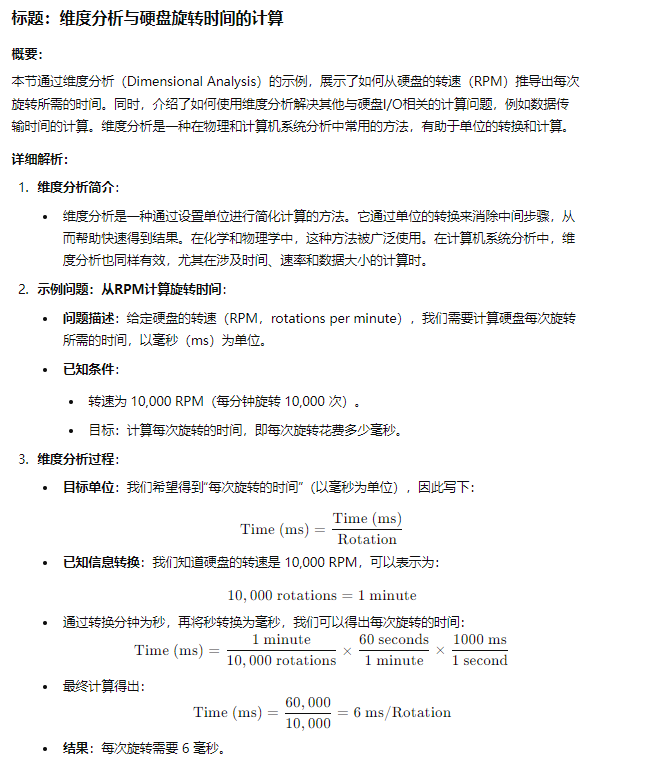 标题：维度分析与硬盘旋转时间的计算
概要：
本节通过维度分析（Dimensional Analysis）的示例，展示了如何从硬盘的转速（RPM）推导出每次
旋转所需的时间。同时，介绍了如何使用维度分析解决其他与硬盘I/O相关的计算问题，例如数据传
输时间的计算。维度分析是一种在物理和计算机系统分析中常用的方法，有助于单位的转换和计算。
详细解析：
1. 维度分析简介：
• 维度分析是一种通过设置单位进行简化计算的方法。它通过单位的转换来消除中间步骤，从
而帮助快速得到结果。在化学和物理学中，这种方法被广泛使用。在计算机系统分析中，维
度分析也同样有效，尤其在涉及时间、速率和数据大小的计算时。
2. 示例问题：从RPM计算旋转时间：
• 问题描述：给定硬盘的转速（RPM，rotations per minute），我们需要计算硬盘每次旋转
所需的时间，以毫秒（ms）为单位。
• 已知条件：
• 转速为 10,000 RPM（每分钟旋转 10,000 次）。
• 目标：计算每次旋转的时间，即每次旋转花费多少毫秒。
3. 维度分析过程：
• 目标单位：我们希望得到“每次旋转的时间”（以毫秒为单位），因此写下：
Time (ms) = Time (ms) / Rotation
• 已知信息转换：我们知道硬盘的转速是 10,000 RPM，可以表示为：
10,000 rotations = 1 minute
• 通过转换分钟为秒，再将秒转换为毫秒，我们可以得出每次旋转的时间：
Time (ms) = 1 minute / 10,000 rotations × 60 seconds / 1 minute × 1000 ms / 1 second
• 最终计算得出：
Time (ms) = 60,000 / 10,000 = 6 ms/Rotation
• 结果：每次旋转需要 6 毫秒。